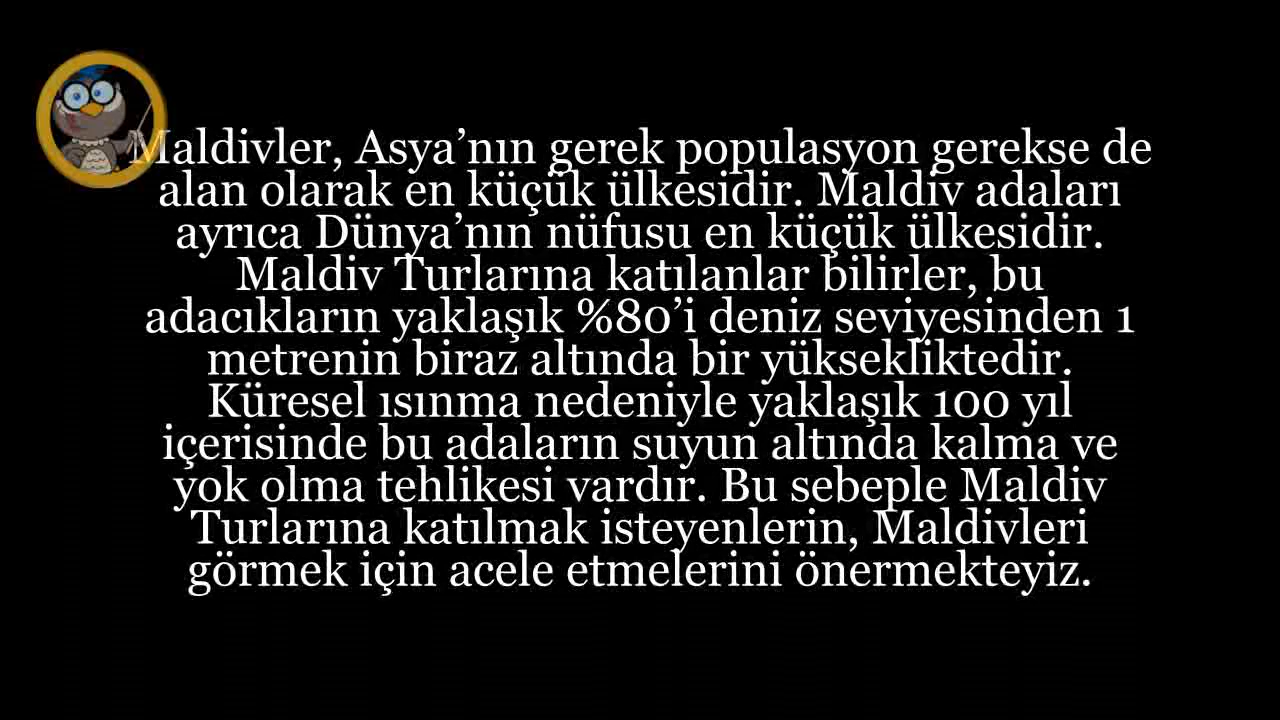 Maldivler, Asya’nın gerek populasyon gerekse de
alan olarak en küçük ülkesidir. Maldiv adaları
ayrıca Dünya’nın nüfusu en küçük ülkesidir.
Maldiv Turlarına katılanlar bilirler, bu
adacıkların yaklaşık %80’i deniz seviyesinden 1
metrenin biraz altında bir yüksekliktedir.
Küresel ısınma nedeniyle yaklaşık 100 yıl
içerisinde bu adaların suyun altında kalma ve
yok olma tehlikesi vardır. Bu sebeple Maldiv
Turlarına katılmak isteyenlerin, Maldivleri
görmek için acele etmelerini önermekteyiz.